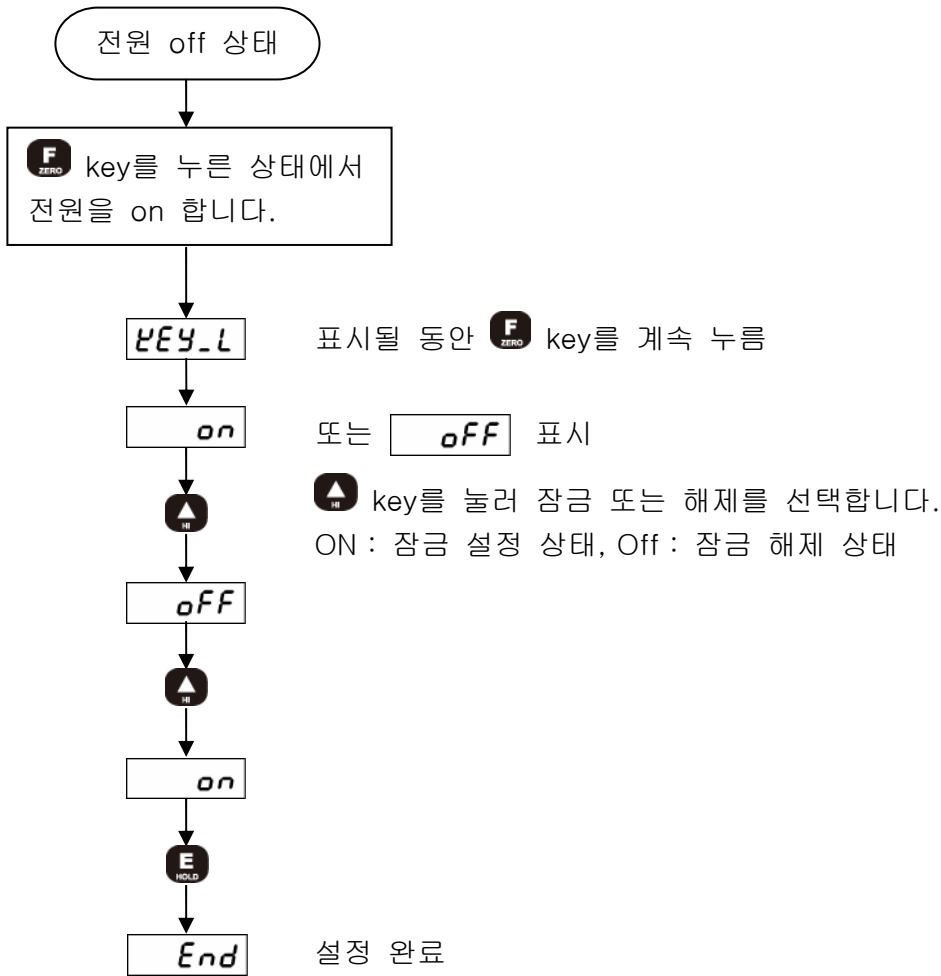 전원 off 상태
F ZERO key를 누른 상태에서
전원을 on 합니다.
KEY_L 표시될 동안 F ZERO key를 계속 누름
on 또는 oFF 표시
HI HI key를 눌러 잠금 또는 해제를 선택합니다.
ON : 잠금 설정 상태, Off : 잠금 해제 상태
oFF
HI
on
E HOLD
End 설정 완료